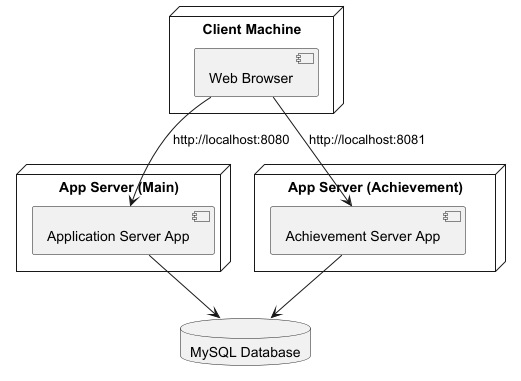 Client Machine
Web Browser
http://localhost:8080
http://localhost:8081
App Server (Main)
App Server (Achievement)
Application Server App
Achievement Server App
MySQL Database